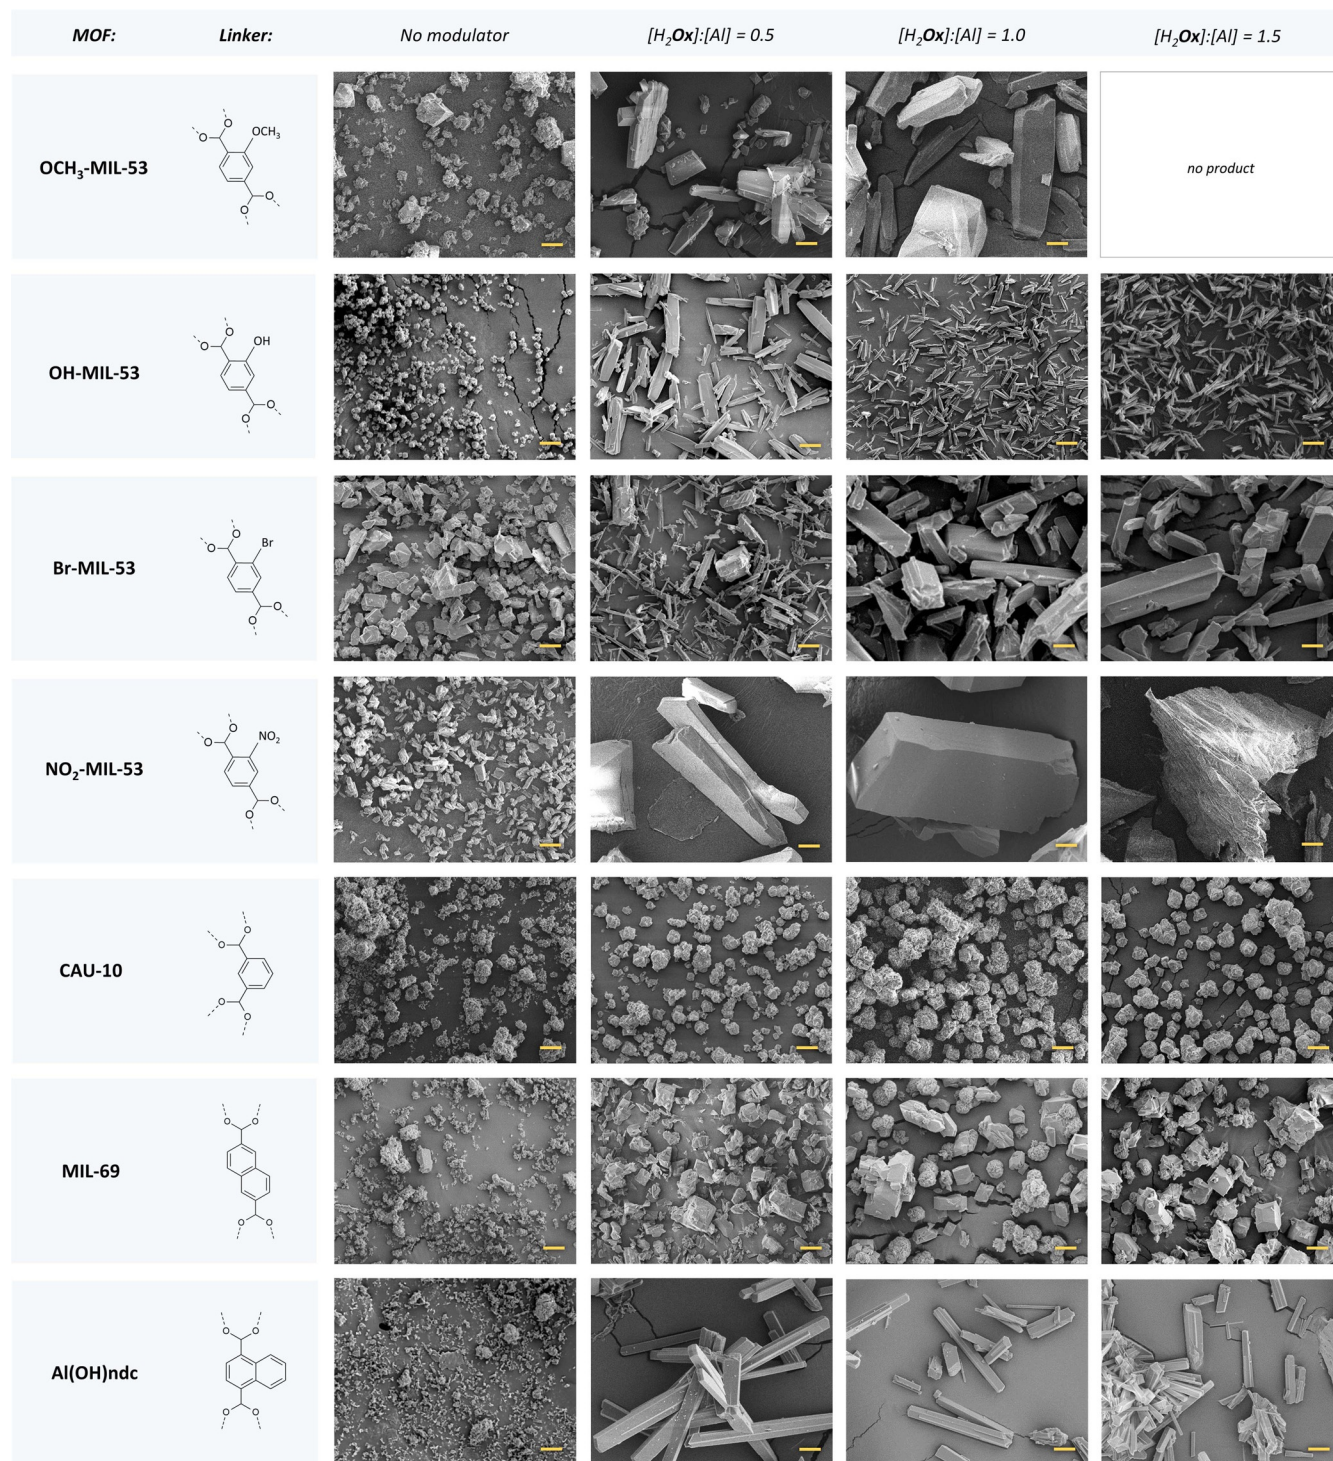 MOF: Linker: No modulator [H₂Ox]:[Al] = 0.5 [H₂Ox]:[Al] = 1.0 [H₂Ox]:[Al] = 1.5
OCH₃-MIL-53
O
O
OCH₃
O
O
no product
OH-MIL-53
O
O
OH
O
O
Br-MIL-53
O
O
Br
O
O
NO₂-MIL-53
O
O
NO₂
O
O
CAU-10
O
O
O
O
MIL-69
O O
O O
Al(OH)ndc
O O
O O